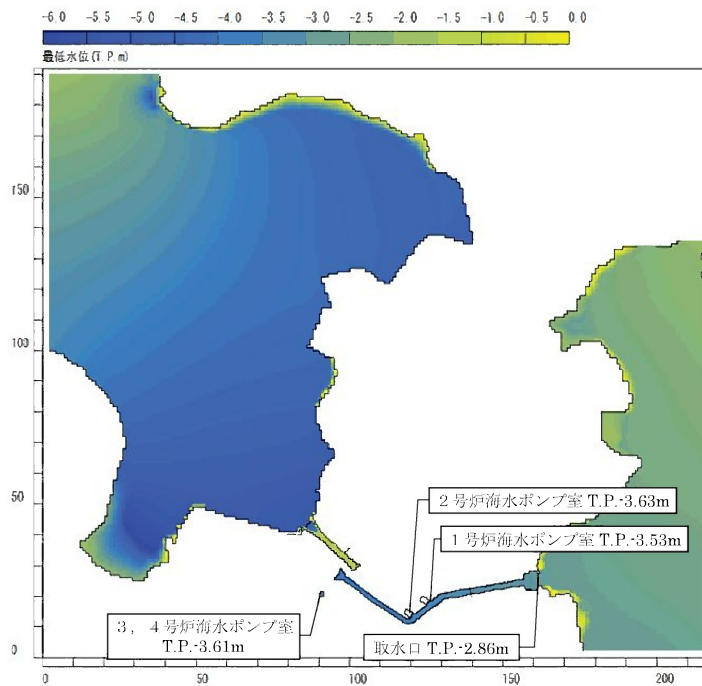 -6.0 -5.5 -5.0 -4.5 -4.0 -3.5 -3.0 -2.5 -2.0 -1.5 -1.0 -0.5 0.0
最低水位(T.P.m)
150
100
50
0
2号炉海水ポンプ室 T.P.-3.63m
1号炉海水ポンプ室 T.P.-3.53m
3，4号炉海水ポンプ室
T.P.-3.61m
取水口 T.P.-2.86m
0 50 100 150 200